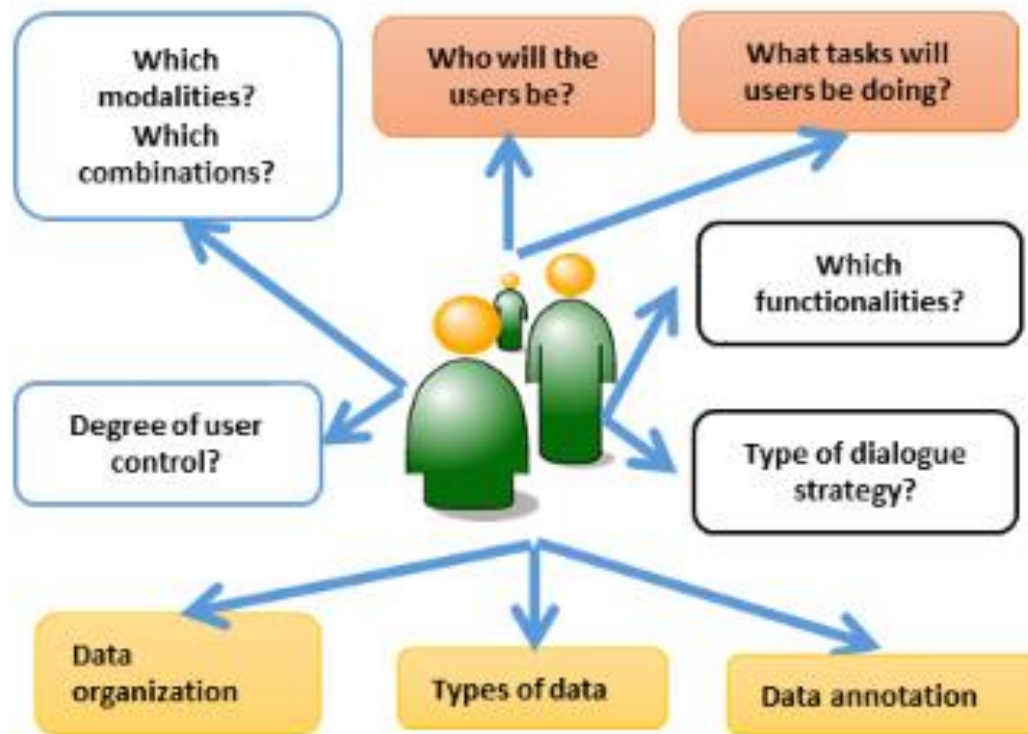 Which
modalities?
Which
combinations?
Who will the
users be?
What tasks will
users be doing?
Which
functionalities?
Degree of user
control?
Type of dialogue
strategy?
Data
organization
Types of data
Data annotation